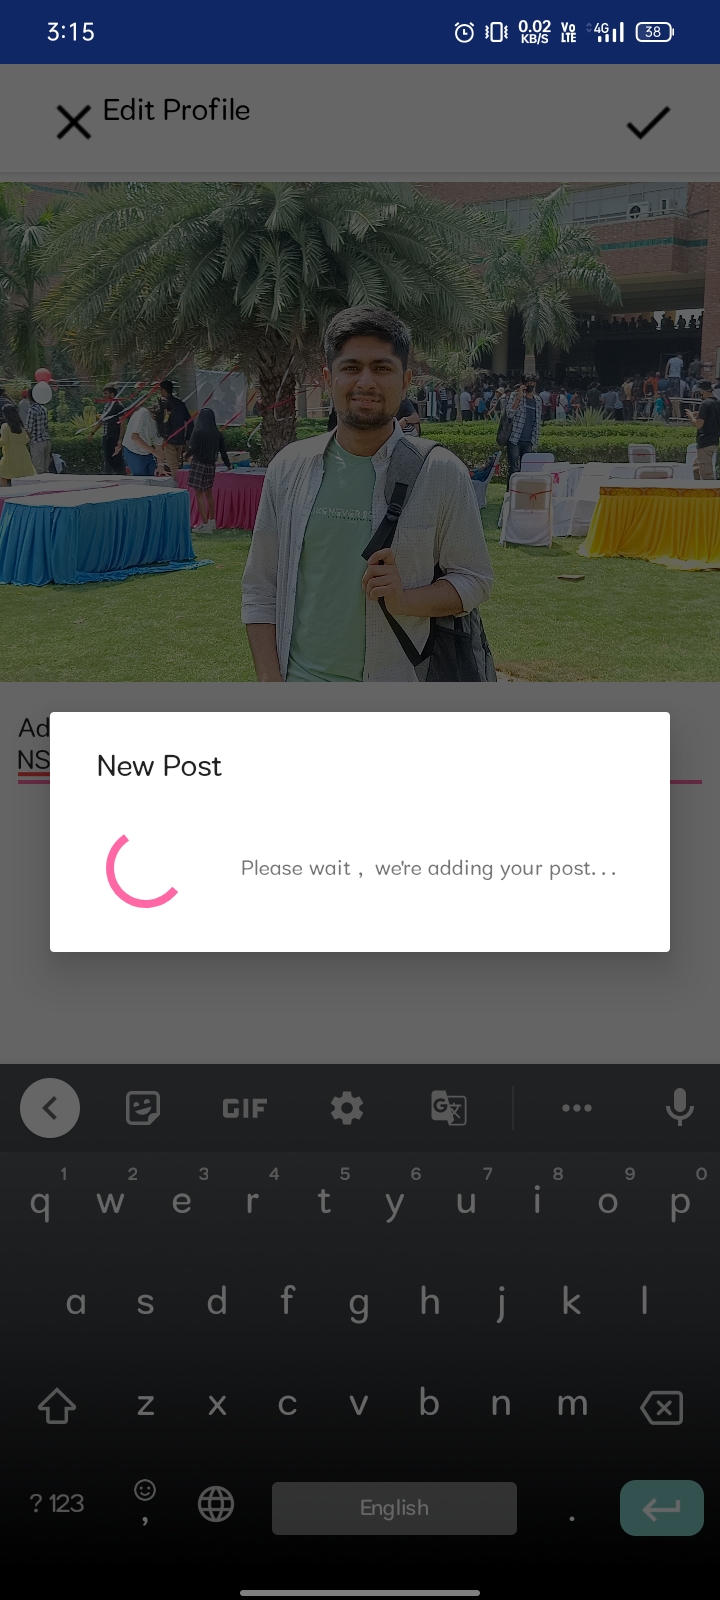 3:15
0.02
KB/S
Vo
LTE
4G
38
Edit Profile
Ad
NS
New Post
Please wait , we're adding your post...
GIF
1 2 3 4 5 6 7 8 9 0
q w e r t y u i o p
a s d f g h j k l
z x c v b n m
?123
,
English
.